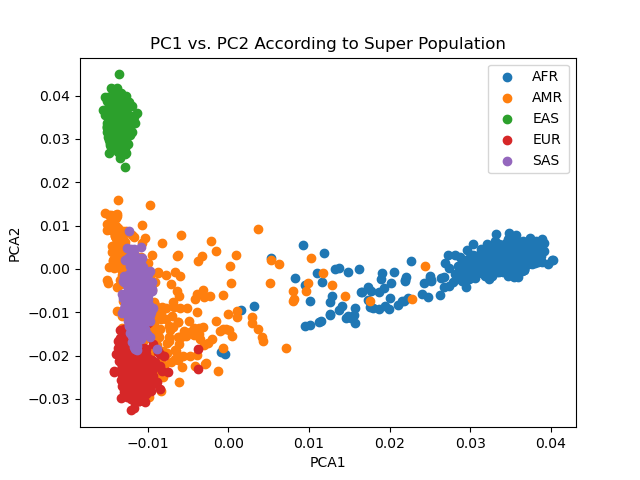 PC1 vs. PC2 According to Super Population
AFR
AMR
EAS
EUR
SAS
PCA2
0.04
0.03
0.02
0.01
0.00
−0.01
−0.02
−0.03
−0.01
0.00
0.01
0.02
0.03
0.04
PCA1